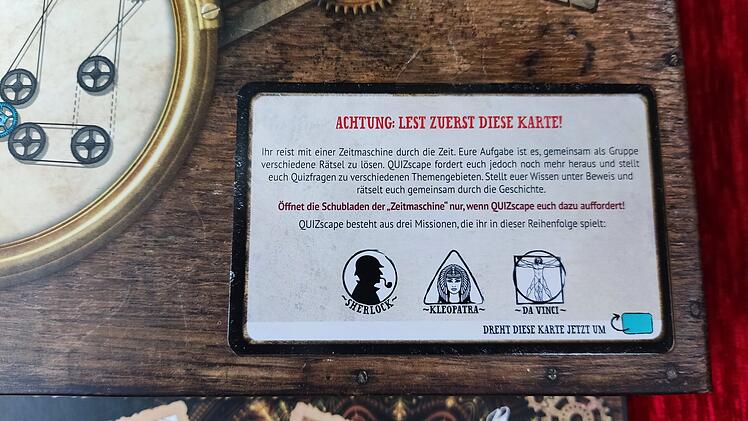 ACHTUNG: LEST ZUERST DIESE KARTE!
Ihr reist mit einer Zeitmaschine durch die Zeit. Eure Aufgabe ist es, gemeinsam als Gruppe
verschiedene Rätsel zu lösen. QUIZscape fordert euch jedoch noch mehr heraus und stellt
euch Quizfragen zu verschiedenen Themengebieten. Stellt euer Wissen unter Beweis und
rätselt euch gemeinsam durch die Geschichte.
Öffnet die Schubladen der „Zeitmaschine" nur, wenn QUIZscape euch dazu auffordert!
QUIZscape besteht aus drei Missionen, die ihr in dieser Reihenfolge spielt:
~SHERLOCK~
~KLEOPATRA~
~DA VINCI~
DREHT DIESE KARTE JETZT UM